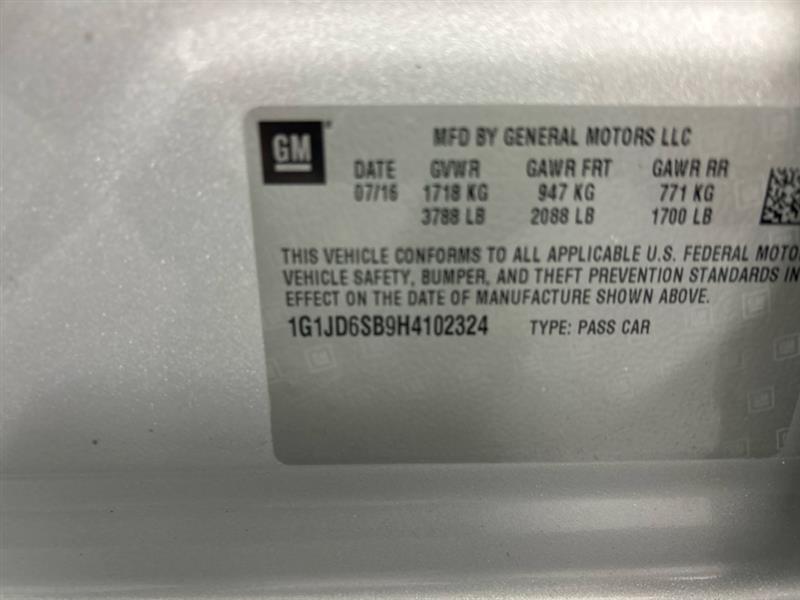 GM
MFD BY GENERAL MOTORS LLC
DATE GVWR GAWR FRT GAWR RR
07/16 1718 KG 947 KG 771 KG
3788 LB 2088 LB 1700 LB
THIS VEHICLE CONFORMS TO ALL APPLICABLE U.S. FEDERAL MOTO
VEHICLE SAFETY, BUMPER, AND THEFT PREVENTION STANDARDS IN
EFFECT ON THE DATE OF MANUFACTURE SHOWN ABOVE.
1G1JD6SB9H4102324 TYPE: PASS CAR